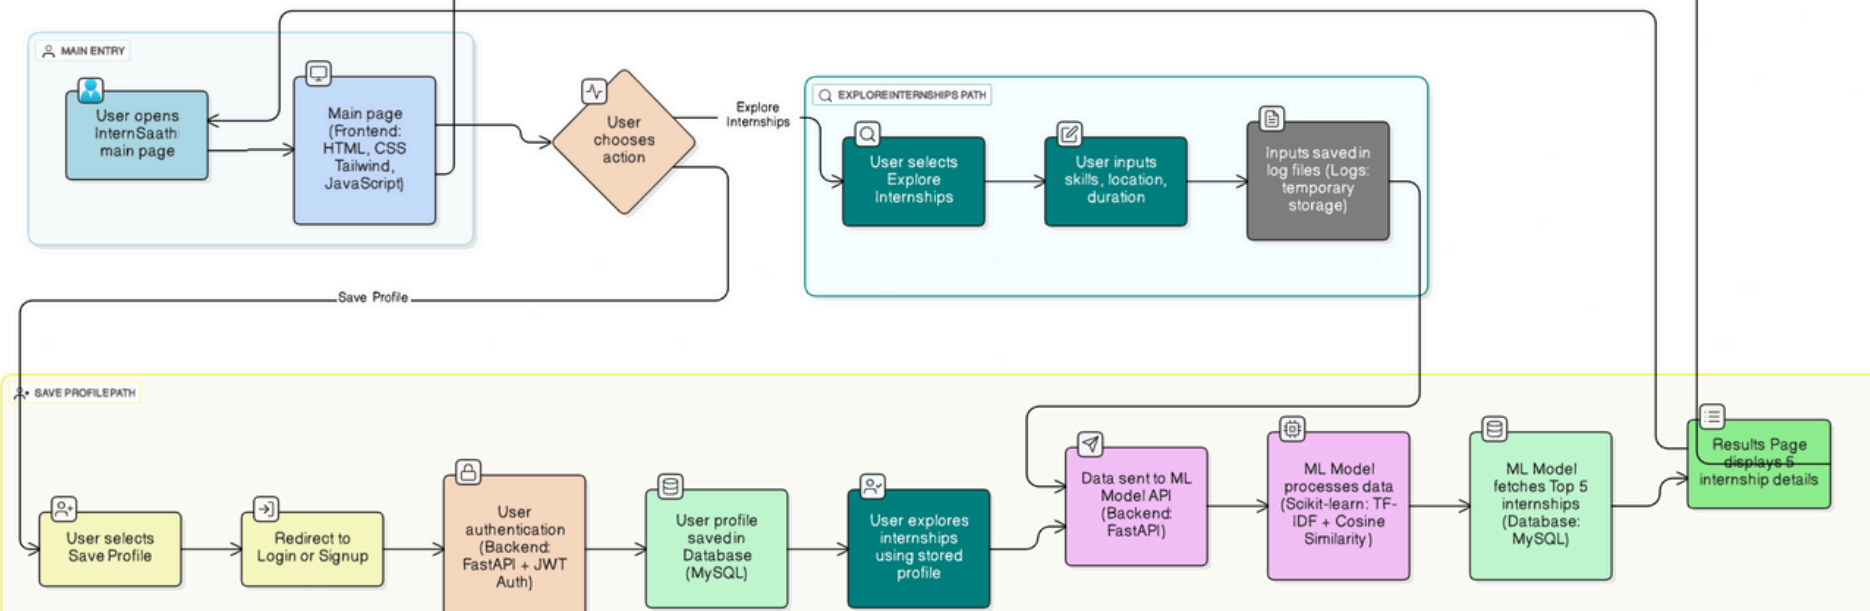 MAIN ENTRY
User opens
InternSaathi
main page
Main page
(Frontend:
HTML, CSS
Tailwind,
JavaScript)
User
chooses
action
Explore
Internships
EXPLOREINTERNSHIPS PATH
User selects
Explore
Internships
User inputs
skills, location,
duration
Inputs saved in
log files (Logs:
temporary
storage)
Save Profile
SAVE PROFILE PATH
User selects
Save Profile
Redirect to
Login or Signup
User
authentication
(Backend:
FastAPI + JWT
Auth)
User profile
saved in
Database
(MySQL)
User explores
internships
using stored
profile
Data sent to ML
Model API
(Backend:
FastAPI)
ML Model
processes data
(Scikit-learn: TF-
IDF + Cosine
Similarity)
ML Model
fetches Top 5
internships
(Database:
MySQL)
Results Page
displays 5
internship details